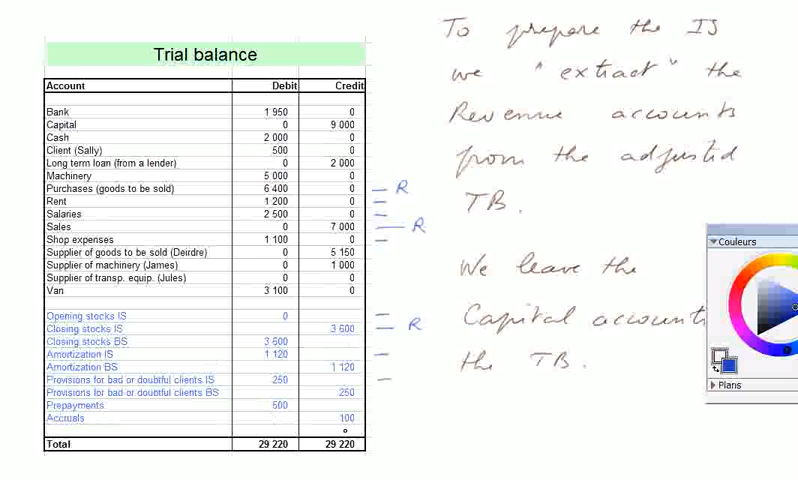 Trial balance
Account Debit Credit
Bank 1 950 0
Capital 0 9 000
Cash 2 000 0
Client (Sally) 500 0
Long term loan (from a lender) 0 2 000
Machinery 5 000 0
Purchases (goods to be sold) 6 400 0 — R
Rent 1 200 0
Salaries 2 500 0
Sales 0 7 000 — R
Shop expenses 1 100 0
Supplier of goods to be sold (Deirdre) 0 5 150
Supplier of machinery (James) 0 1 000
Supplier of transp. equip. (Jules) 0 0
Van 3 100 0
Opening stocks IS 0
Closing stocks IS 3 600 — R
Closing stocks BS 3 600
Amortization IS 1 120
Amortization BS 1 120
Provisions for bad or doubtful clients IS 250
Provisions for bad or doubtful clients BS 250
Prepayments 500
Accruals 100
Total 29 220 29 220
To prepare the IS
we "extract" the
Revenue accounts
from the adjusted
TB.
We leave the
Capital accounts
the TB.
Couleurs
Plans